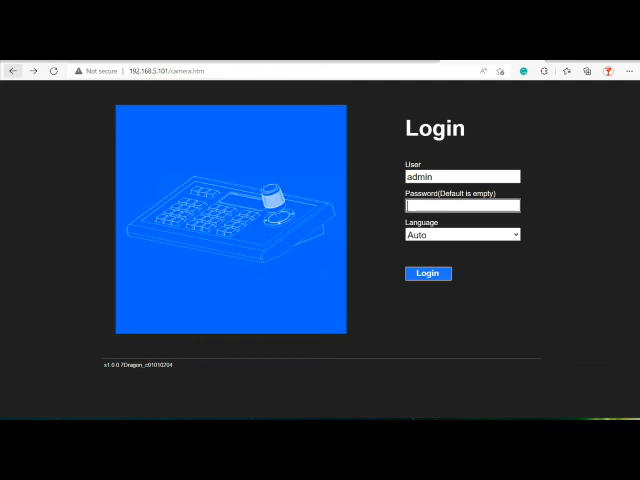 Not secure
192.168.5.101/camera.htm
Login
User
admin
Password(Default is empty)
Language
Auto
Login
s1.0.0.7Dragon_c01010204